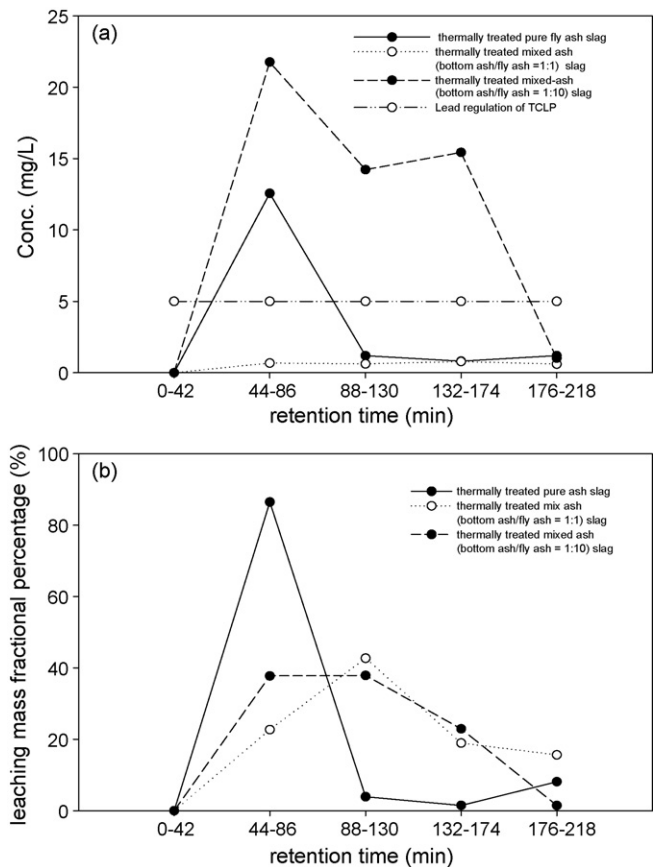 (a)
25
20
15
10
5
0
Conc. (mg/L)
thermally treated pure fly ash slag
thermally treated mixed ash
(bottom ash/fly ash =1:1) slag
thermally treated mixed-ash
(bottom ash/fly ash = 1:10) slag
Lead regulation of TCLP
0-42 44-86 88-130 132-174 176-218
retention time (min)
(b)
100
80
60
40
20
0
leaching mass fractional percentage (%)
thermally treated pure ash slag
thermally treated mix ash
(bottom ash/fly ash = 1:1) slag
thermally treated mixed ash
(bottom ash/fly ash = 1:10) slag
0-42 44-86 88-130 132-174 176-218
retention time (min)